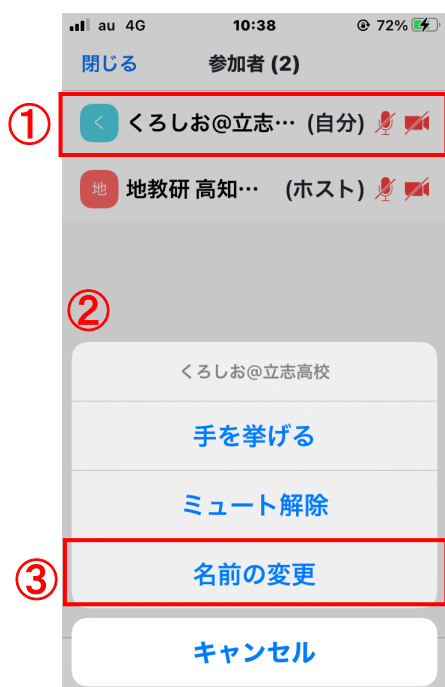 au 4G 10:38 72%
閉じる 参加者 (2)
① く くろしお@立志… (自分)
地 地教研 高知… (ホスト)
②
くろしお@立志高校
手を挙げる
ミュート解除
③ 名前の変更
キャンセル